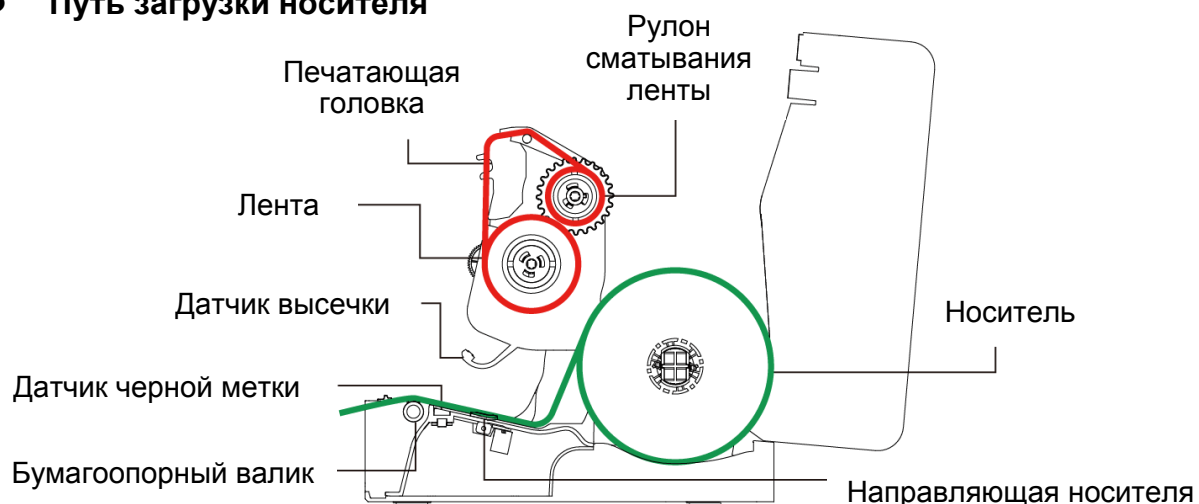 Путь загрузки носителя
Рулон
сматывания
ленты
Печатающая
головка
Лента
Датчик высечки
Носитель
Датчик черной метки
Бумагоопорный валик
Направляющая носителя